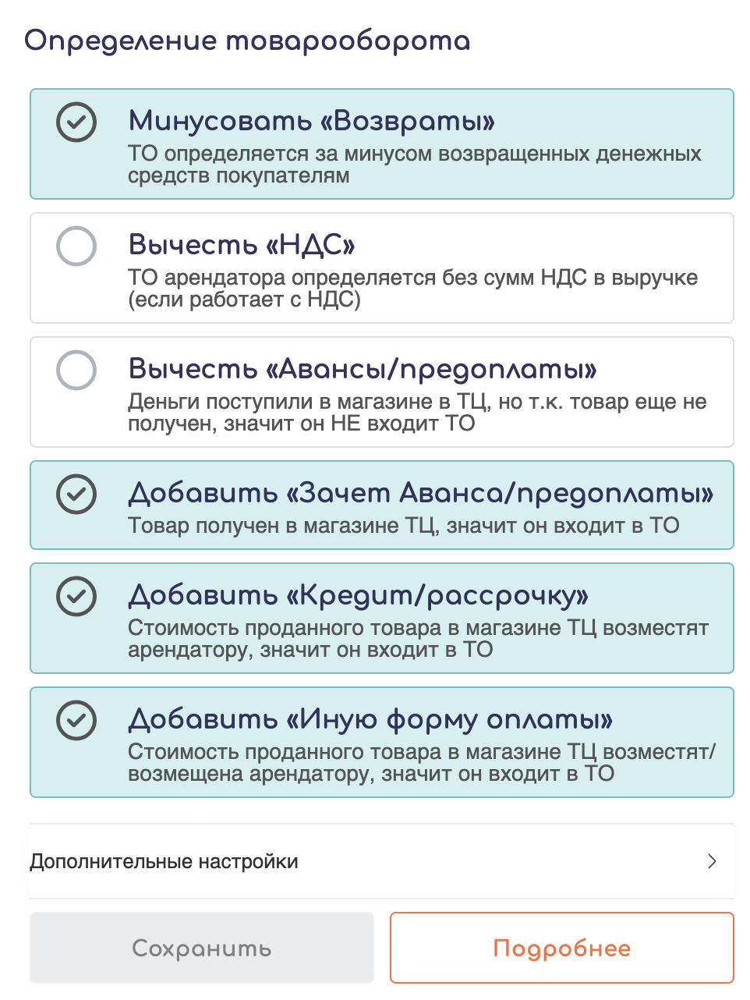 Определение товарооборота
Минусовать «Возвраты»
ТО определяется за минусом возвращенных денежных
средств покупателям
Вычесть «НДС»
ТО арендатора определяется без сумм НДС в выручке
(если работает с НДС)
Вычесть «Авансы/предоплаты»
Деньги поступили в магазине в ТЦ, но т.к. товар еще не
получен, значит он НЕ входит ТО
Добавить «Зачет Аванса/предоплаты»
Товар получен в магазине ТЦ, значит он входит в ТО
Добавить «Кредит/рассрочку»
Стоимость проданного товара в магазине ТЦ возместят
арендатору, значит он входит в ТО
Добавить «Иную форму оплаты»
Стоимость проданного товара в магазине ТЦ возместят/
возмещена арендатору, значит он входит в ТО
Дополнительные настройки
Сохранить
Подробнее